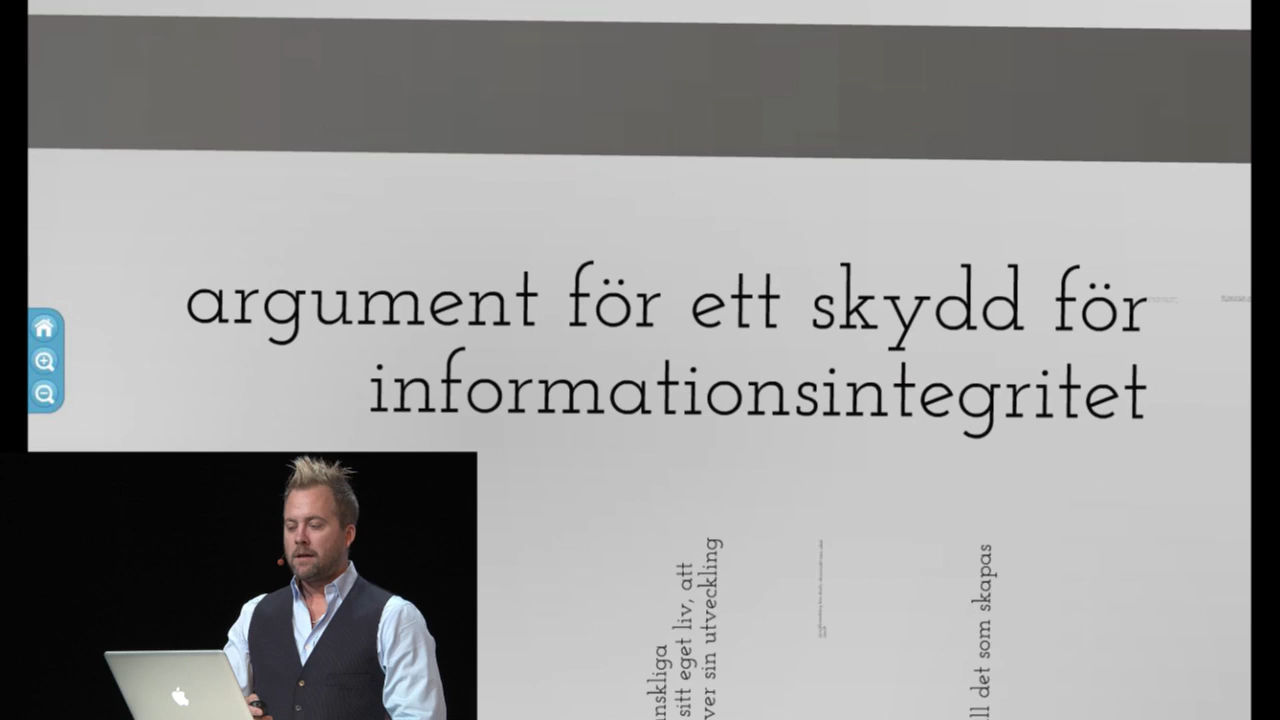 argument för ett skydd för
informationsintegritet
sitt eget liv, att
sin utveckling
det som skapas